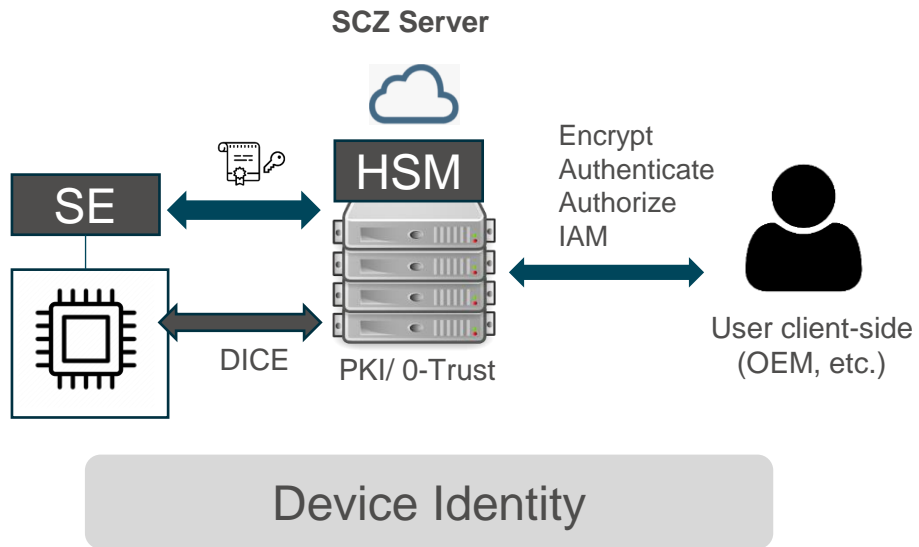 SCZ Server
HSM
SE
Encrypt
Authenticate
Authorize
IAM
DICE
PKI/ 0-Trust
User client-side
(OEM, etc.)
Device Identity